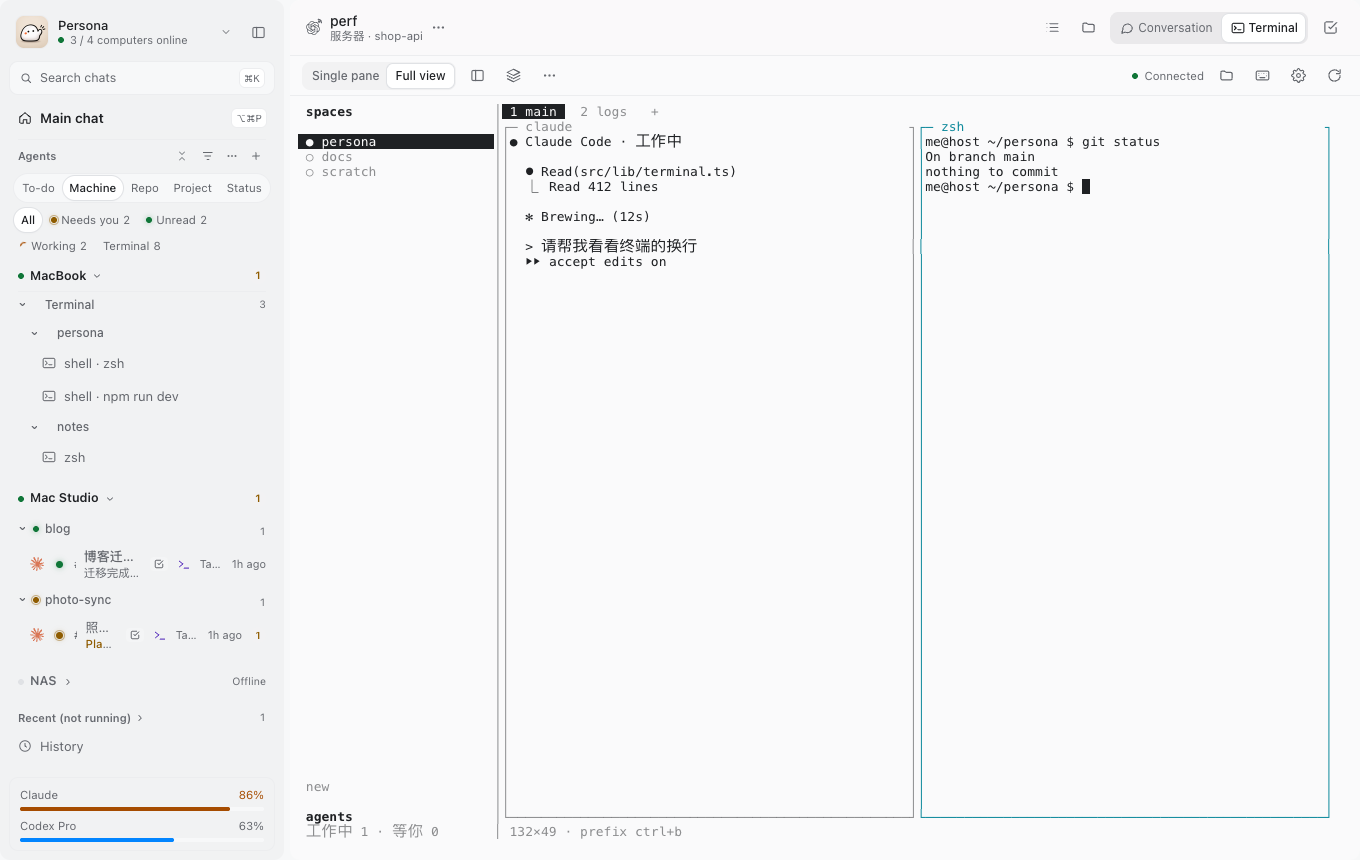 Persona
3 / 4 computers online
Search chats
⌘K
Main chat
⌥⌘P
Agents
To-do
Machine
Repo
Project
Status
All
Needs you 2
Unread 2
Working 2
Terminal 8
MacBook
1
Terminal
3
persona
shell · zsh
shell · npm run dev
notes
zsh
Mac Studio
1
blog
1
博客迁...
迁移完成...
Ta...
1h ago
photo-sync
1
照...
Pla...
Ta...
1h ago
1
NAS
Offline
Recent (not running)
1
History
Claude
86%
Codex Pro
63%
perf
服务器 · shop-api
Conversation
Terminal
Single pane
Full view
Connected
spaces
● persona
○ docs
○ scratch
new
agents
工作中 1 · 等你 0
1 main
2 logs
+
claude
● Claude Code · 工作中
● Read(src/lib/terminal.ts)
⎿ Read 412 lines
✻ Brewing… (12s)
> 请帮我看看终端的换行
⏵⏵ accept edits on
zsh
me@host ~/persona $ git status
On branch main
nothing to commit
me@host ~/persona $
132×49 · prefix ctrl+b